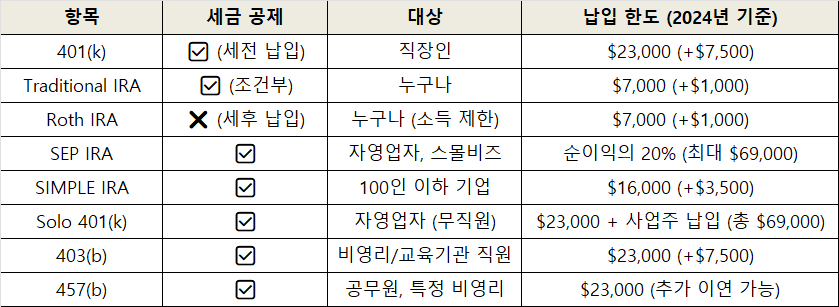 항목 세금 공제 대상 납입 한도 (2024년 기준)
401(k) ☑ (세전 납입) 직장인 $23,000 (+$7,500)
Traditional IRA ☑ (조건부) 누구나 $7,000 (+$1,000)
Roth IRA ❌ (세후 납입) 누구나 (소득 제한) $7,000 (+$1,000)
SEP IRA ☑ 자영업자, 스몰비즈 순이익의 20% (최대 $69,000)
SIMPLE IRA ☑ 100인 이하 기업 $16,000 (+$3,500)
Solo 401(k) ☑ 자영업자 (무직원) $23,000 + 사업주 납입 (총 $69,000)
403(b) ☑ 비영리/교육기관 직원 $23,000 (+$7,500)
457(b) ☑ 공무원, 특정 비영리 $23,000 (추가 이연 가능)